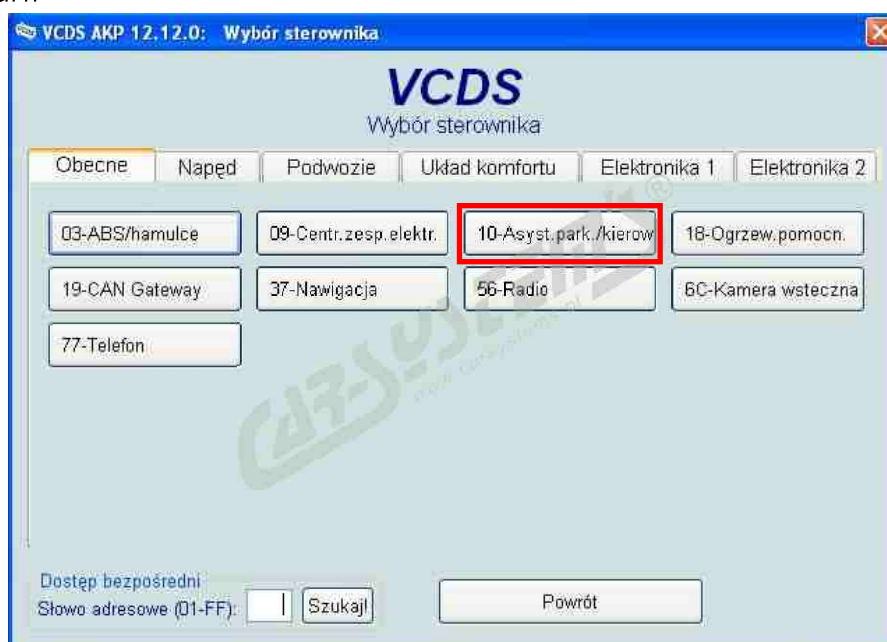 VCDS AKP 12.12.0: Wybór sterownika
VCDS
Wybór sterownika
Obecne Napęd Podwozie Układ komfortu Elektronika 1 Elektronika 2
03-ABS/hamulce 09-Centr.zesp.elektr. 10-Asyst.park./kierow 18-Ogrzew.pomocn.
19-CAN Gateway 37-Nawigacja 56-Radio 6C-Kamera wsteczna
77-Telefon
CAR-SYSTEMS ®
Dostęp bezpośredni
Słowo adresowe (01-FF): Szukaj! Powrót